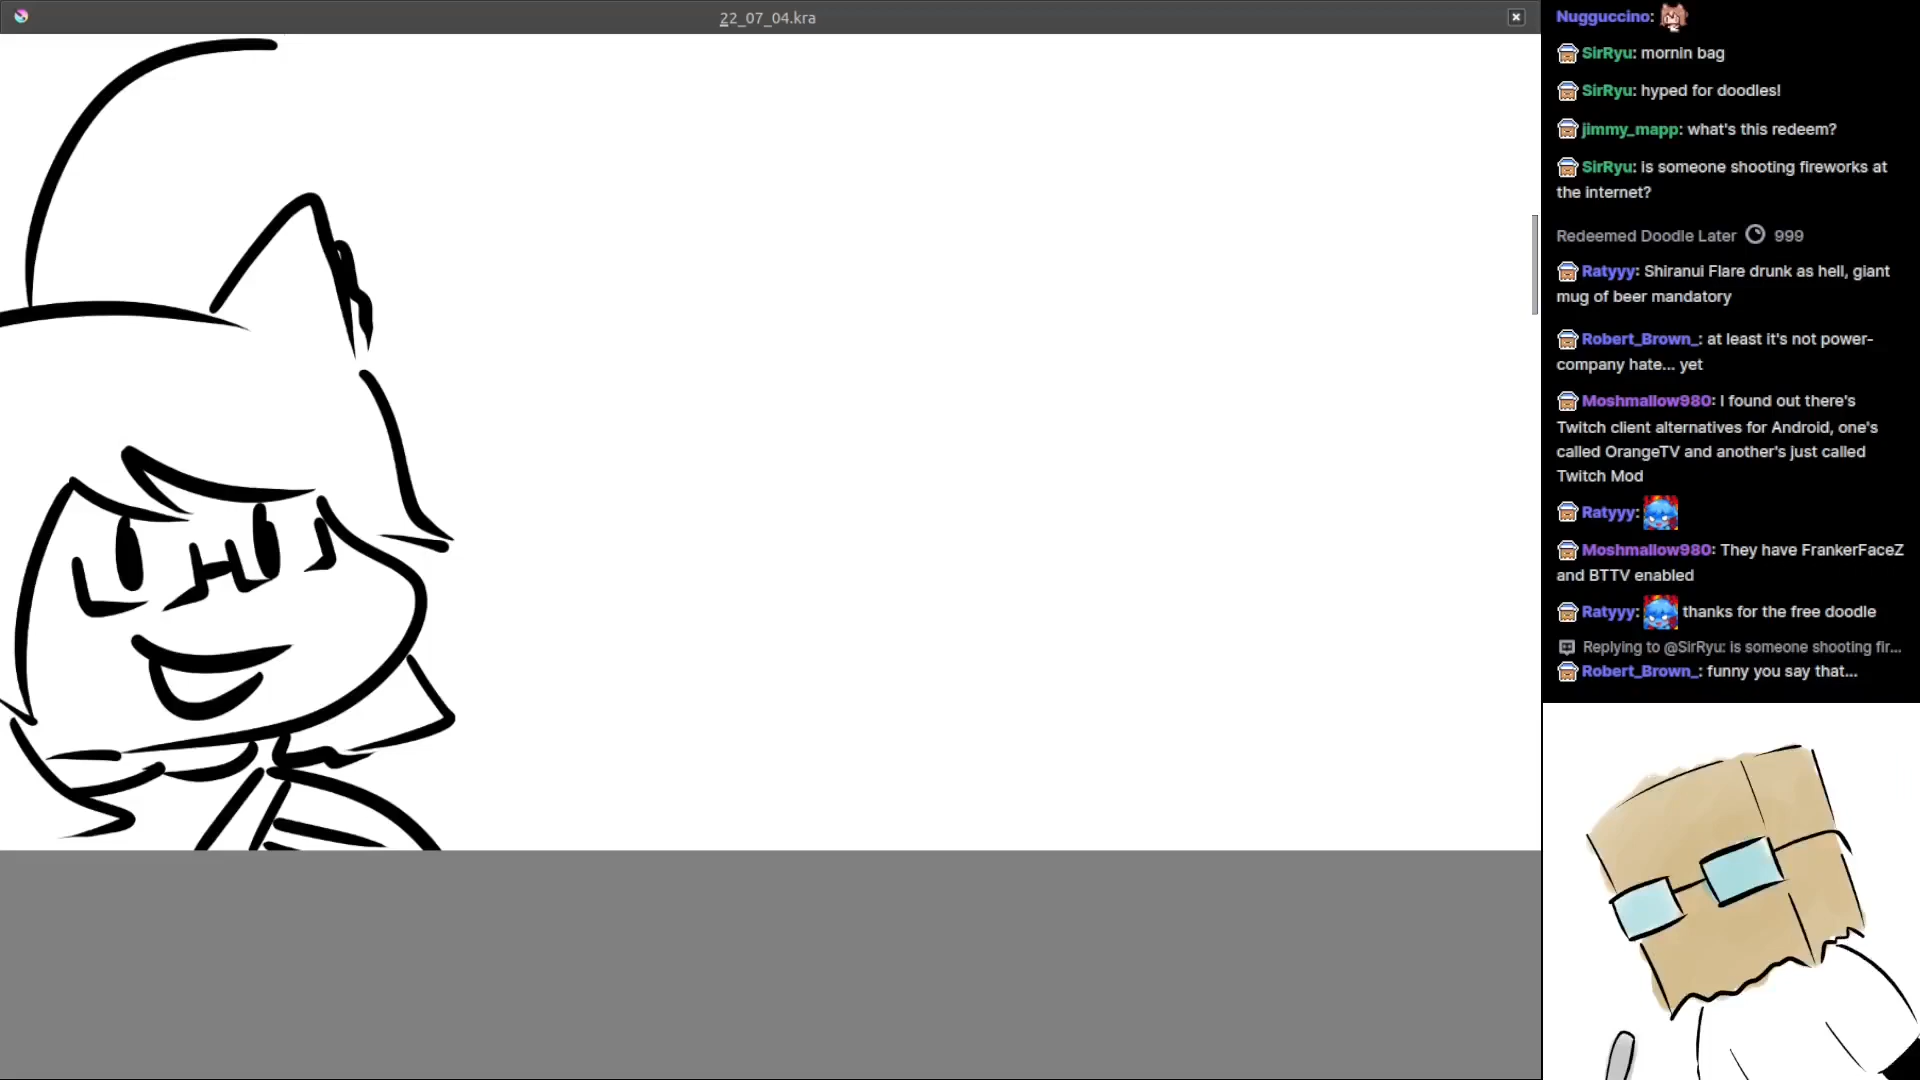 22_07_04.kra
Nugguccino:
SirRyu: mornin bag
SirRyu: hyped for doodles!
jimmy_mapp: what's this redeem?
SirRyu: is someone shooting fireworks at
the internet?
Redeemed Doodle Later 999
Ratyyy: Shiranui Flare drunk as hell, giant
mug of beer mandatory
Robert_Brown_: at least it's not power-
company hate... yet
Moshmallow980: I found out there's
Twitch client alternatives for Android, one's
called OrangeTV and another's just called
Twitch Mod
Ratyyy:
Moshmallow980: They have FrankerFaceZ
and BTTV enabled
Ratyyy: thanks for the free doodle
Replying to @SirRyu: is someone shooting fir...
Robert_Brown_: funny you say that...